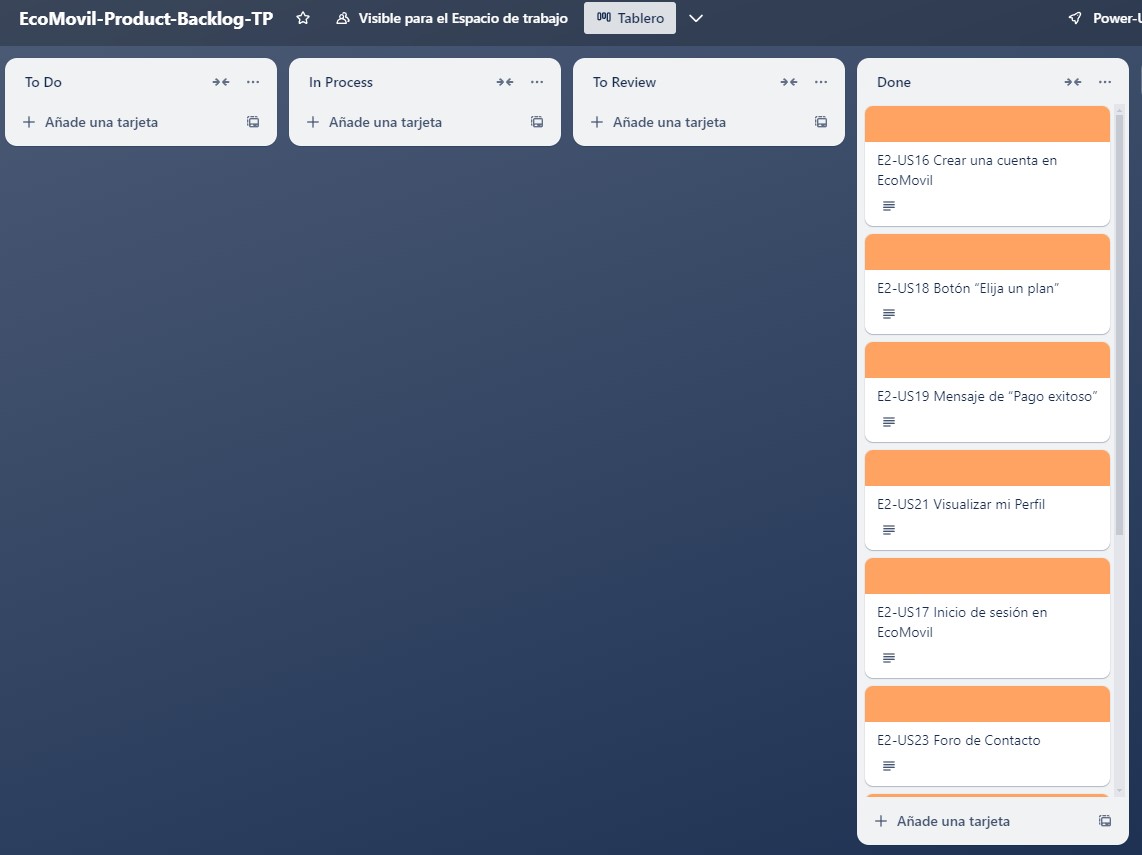 EcoMovil-Product-Backlog-TP
Visible para el Espacio de trabajo
Tablero
Power-U
To Do
Añade una tarjeta
In Process
Añade una tarjeta
To Review
Añade una tarjeta
Done
E2-US16 Crear una cuenta en
EcoMovil
E2-US18 Botón “Elija un plan”
E2-US19 Mensaje de “Pago exitoso”
E2-US21 Visualizar mi Perfil
E2-US17 Inicio de sesión en
EcoMovil
E2-US23 Foro de Contacto
Añade una tarjeta